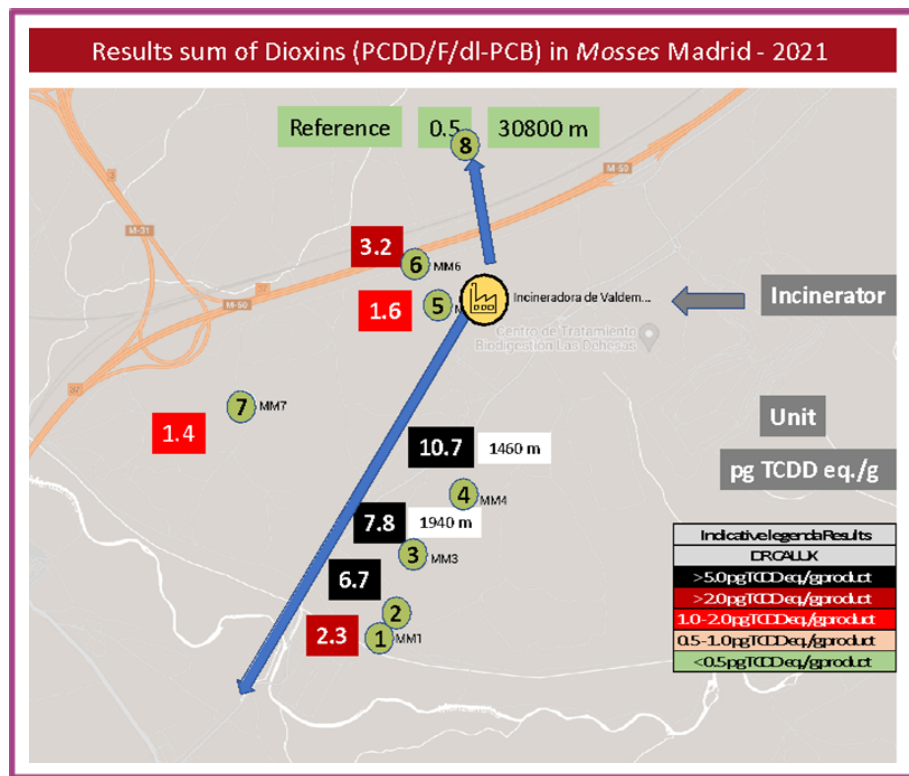 Results sum of Dioxins (PCDD/F/dl-PCB) in Mosses Madrid - 2021
Reference 0.5 30800 m
8
M-50
M-31
3.2
6 MM6
M-50
1.6
5 M
Incineradora de Valdem...
Incinerator
Centro de Tratamiento
Biodigestión Las Dehesas
7 MM7
1.4
Unit
pg TCDD eq./g
10.7 1460 m
4 MM4
7.8 1940 m
3 MM3
6.7
2
2.3
1 MM1
Indicative legenda Results
DRCALUX
>5.0 pg TCDD eq./g product
>2.0 pg TCDD eq./g product
1.0-2.0 pg TCDD eq./g product
0.5-1.0 pg TCDD eq./g product
<0.5 pg TCDD eq./g product